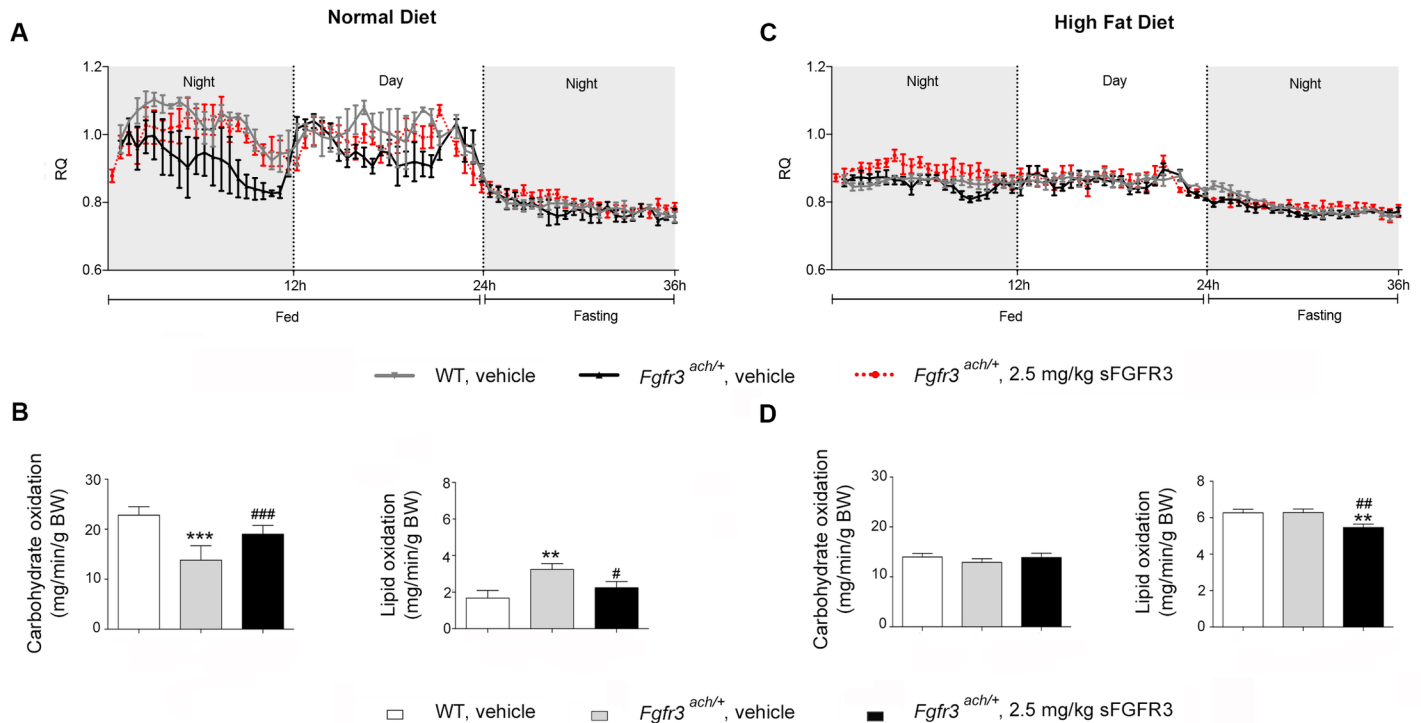 Normal Diet
A
Night
Day
Night
RQ
1.2
1.0
0.8
0.6
12h
24h
36h
Fed
Fasting
High Fat Diet
C
Night
Day
Night
RQ
1.2
1.0
0.8
0.6
12h
24h
36h
Fed
Fasting
WT, vehicle
Fgfr3 ach/+, vehicle
Fgfr3 ach/+, 2.5 mg/kg sFGFR3
B
Carbohydrate oxidation
(mg/min/g BW)
30
20
10
0
***
###
Lipid oxidation
(mg/min/g BW)
8
6
4
2
0
**
#
D
Carbohydrate oxidation
(mg/min/g BW)
30
20
10
0
Lipid oxidation
(mg/min/g BW)
8
6
4
2
0
##
**
WT, vehicle
Fgfr3 ach/+, vehicle
Fgfr3 ach/+, 2.5 mg/kg sFGFR3